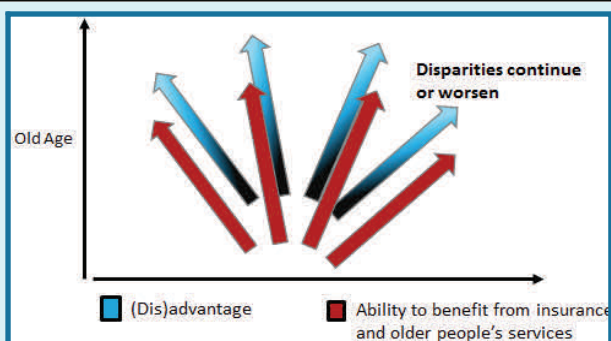 Disparities continue
or worsen
Old Age
(Dis)advantage
Ability to benefit from insurance
and older people's services